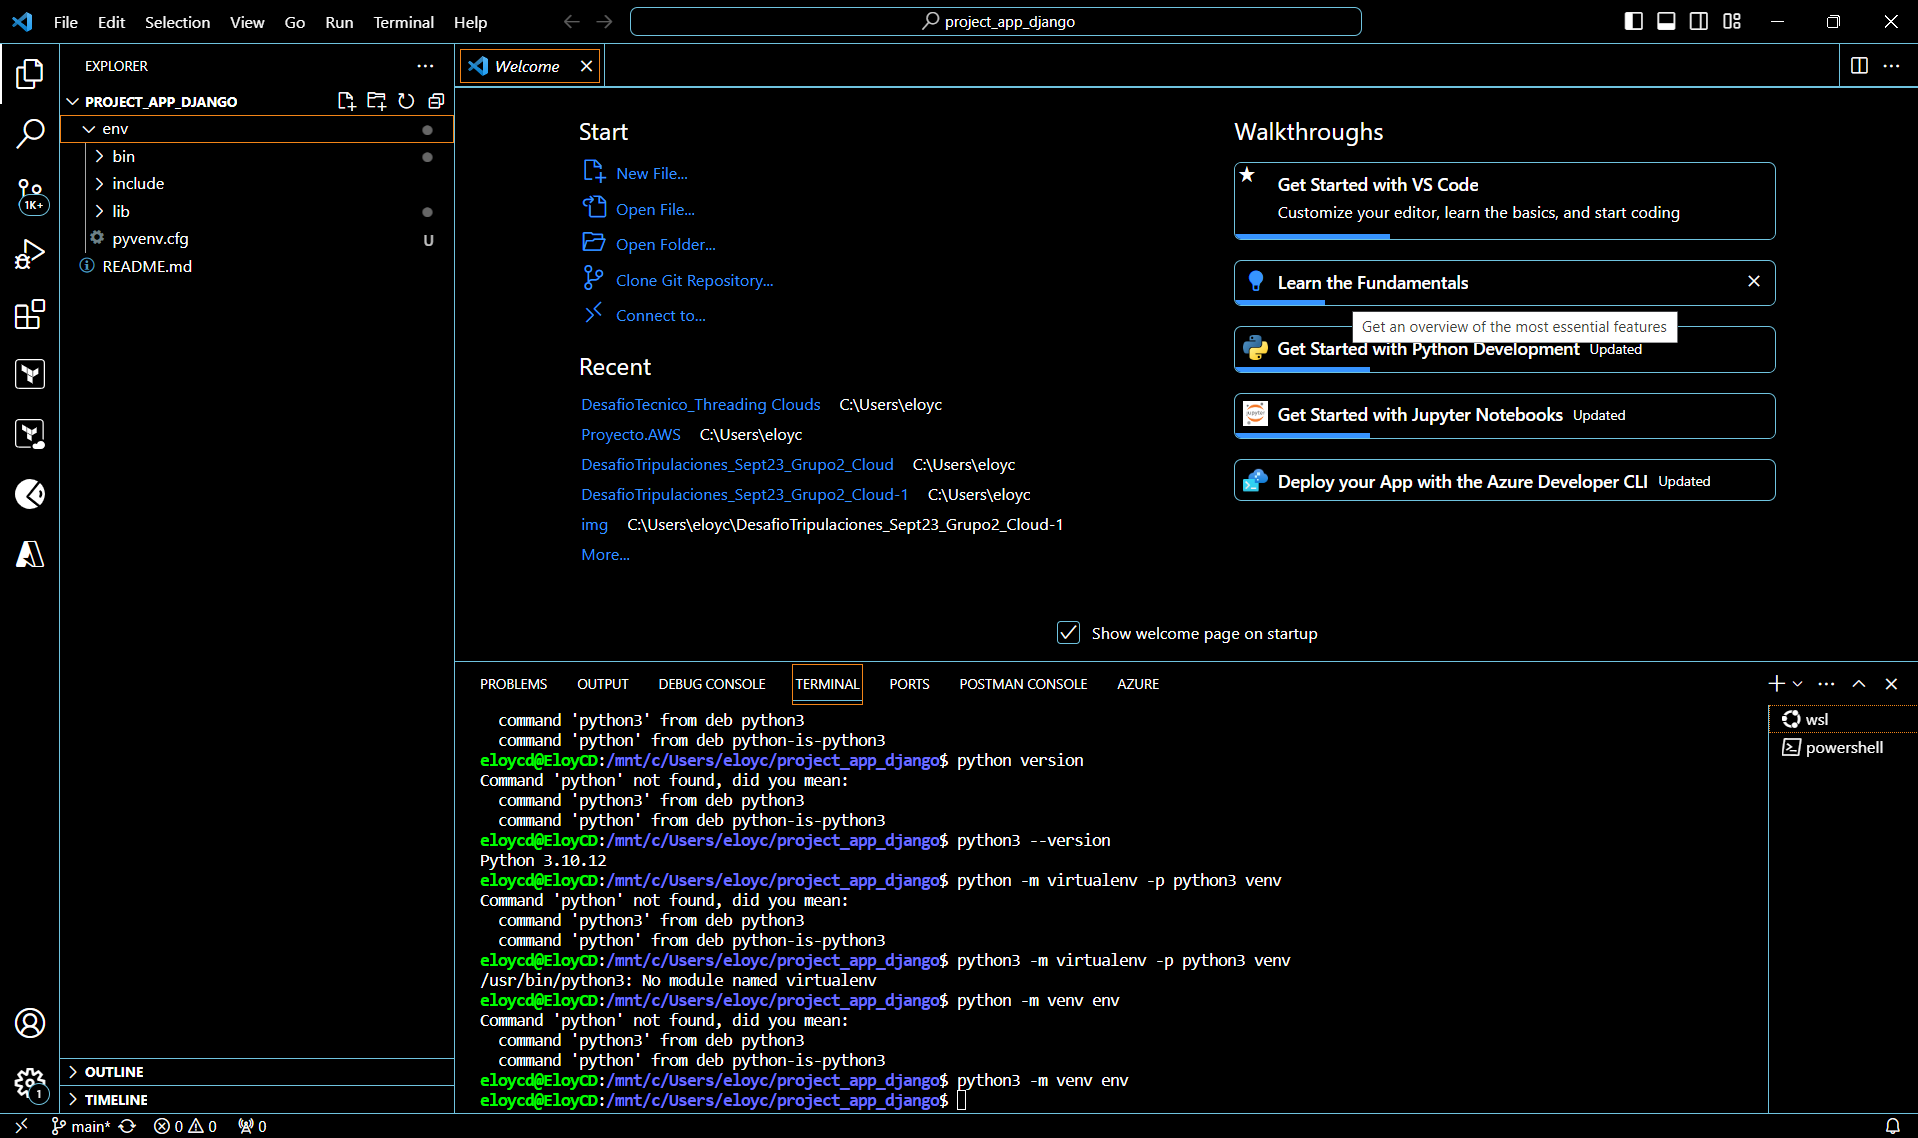 File Edit Selection View Go Run Terminal Help
project_app_django
EXPLORER
PROJECT_APP_DJANGO
env
bin
include
lib
pyvenv.cfg U
README.md
1K+
OUTLINE
TIMELINE
1
Welcome
Start
New File...
Open File...
Open Folder...
Clone Git Repository...
Connect to...
Recent
DesafioTecnico_Threading Clouds C:\Users\eloyc
Proyecto.AWS C:\Users\eloyc
DesafioTripulaciones_Sept23_Grupo2_Cloud C:\Users\eloyc
DesafioTripulaciones_Sept23_Grupo2_Cloud-1 C:\Users\eloyc
img C:\Users\eloyc\DesafioTripulaciones_Sept23_Grupo2_Cloud-1
More...
Walkthroughs
Get Started with VS Code
Customize your editor, learn the basics, and start coding
Learn the Fundamentals
Get an overview of the most essential features
Get Started with Python Development Updated
jupyter
Get Started with Jupyter Notebooks Updated
Deploy your App with the Azure Developer CLI Updated
Show welcome page on startup
PROBLEMS OUTPUT DEBUG CONSOLE TERMINAL PORTS POSTMAN CONSOLE AZURE
command 'python3' from deb python3
command 'python' from deb python-is-python3
eloycd@EloyCD:/mnt/c/Users/eloyc/project_app_django$ python version
Command 'python' not found, did you mean:
command 'python3' from deb python3
command 'python' from deb python-is-python3
eloycd@EloyCD:/mnt/c/Users/eloyc/project_app_django$ python3 --version
Python 3.10.12
eloycd@EloyCD:/mnt/c/Users/eloyc/project_app_django$ python -m virtualenv -p python3 venv
Command 'python' not found, did you mean:
command 'python3' from deb python3
command 'python' from deb python-is-python3
eloycd@EloyCD:/mnt/c/Users/eloyc/project_app_django$ python3 -m virtualenv -p python3 venv
/usr/bin/python3: No module named virtualenv
eloycd@EloyCD:/mnt/c/Users/eloyc/project_app_django$ python -m venv env
Command 'python' not found, did you mean:
command 'python3' from deb python3
command 'python' from deb python-is-python3
eloycd@EloyCD:/mnt/c/Users/eloyc/project_app_django$ python3 -m venv env
eloycd@EloyCD:/mnt/c/Users/eloyc/project_app_django$
wsl
powershell
main* 0 0 0